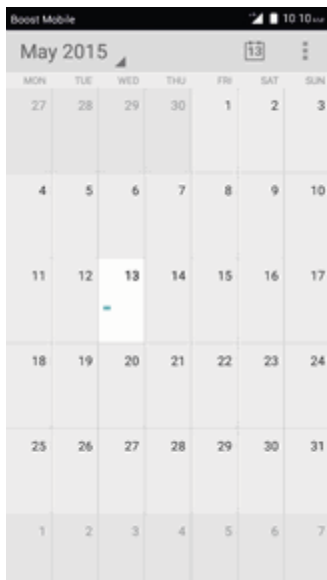 Boost Mobile 10:10 AM
May 2015 13
MON TUE WED THU FRI SAT SUN
27 28 29 30 1 2 3
4 5 6 7 8 9 10
11 12 13 14 15 16 17
18 19 20 21 22 23 24
25 26 27 28 29 30 31
1 2 3 4 5 6 7